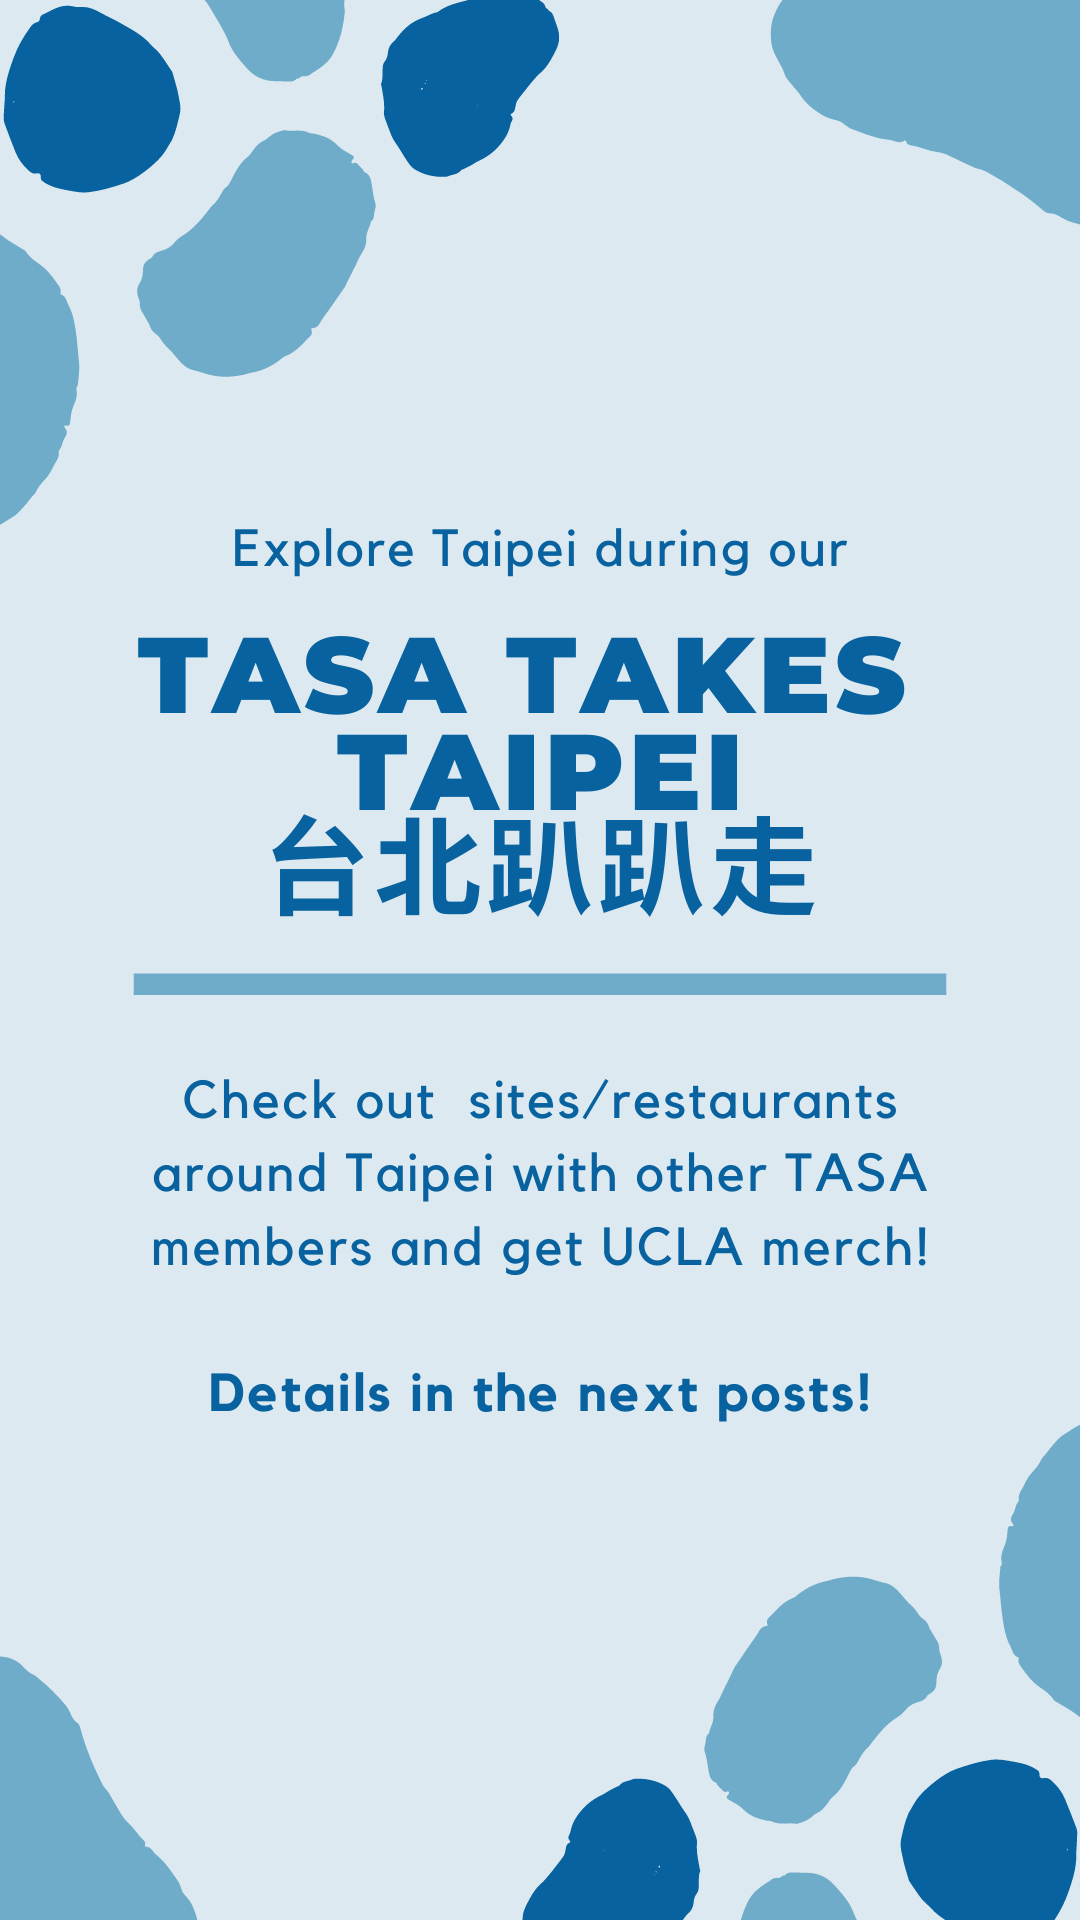 Explore Taipei during our
TASA TAKES
TAIPEI
台北趴趴走
Check out  sites/restaurants
around Taipei with other TASA
members and get UCLA merch!
Details in the next posts!